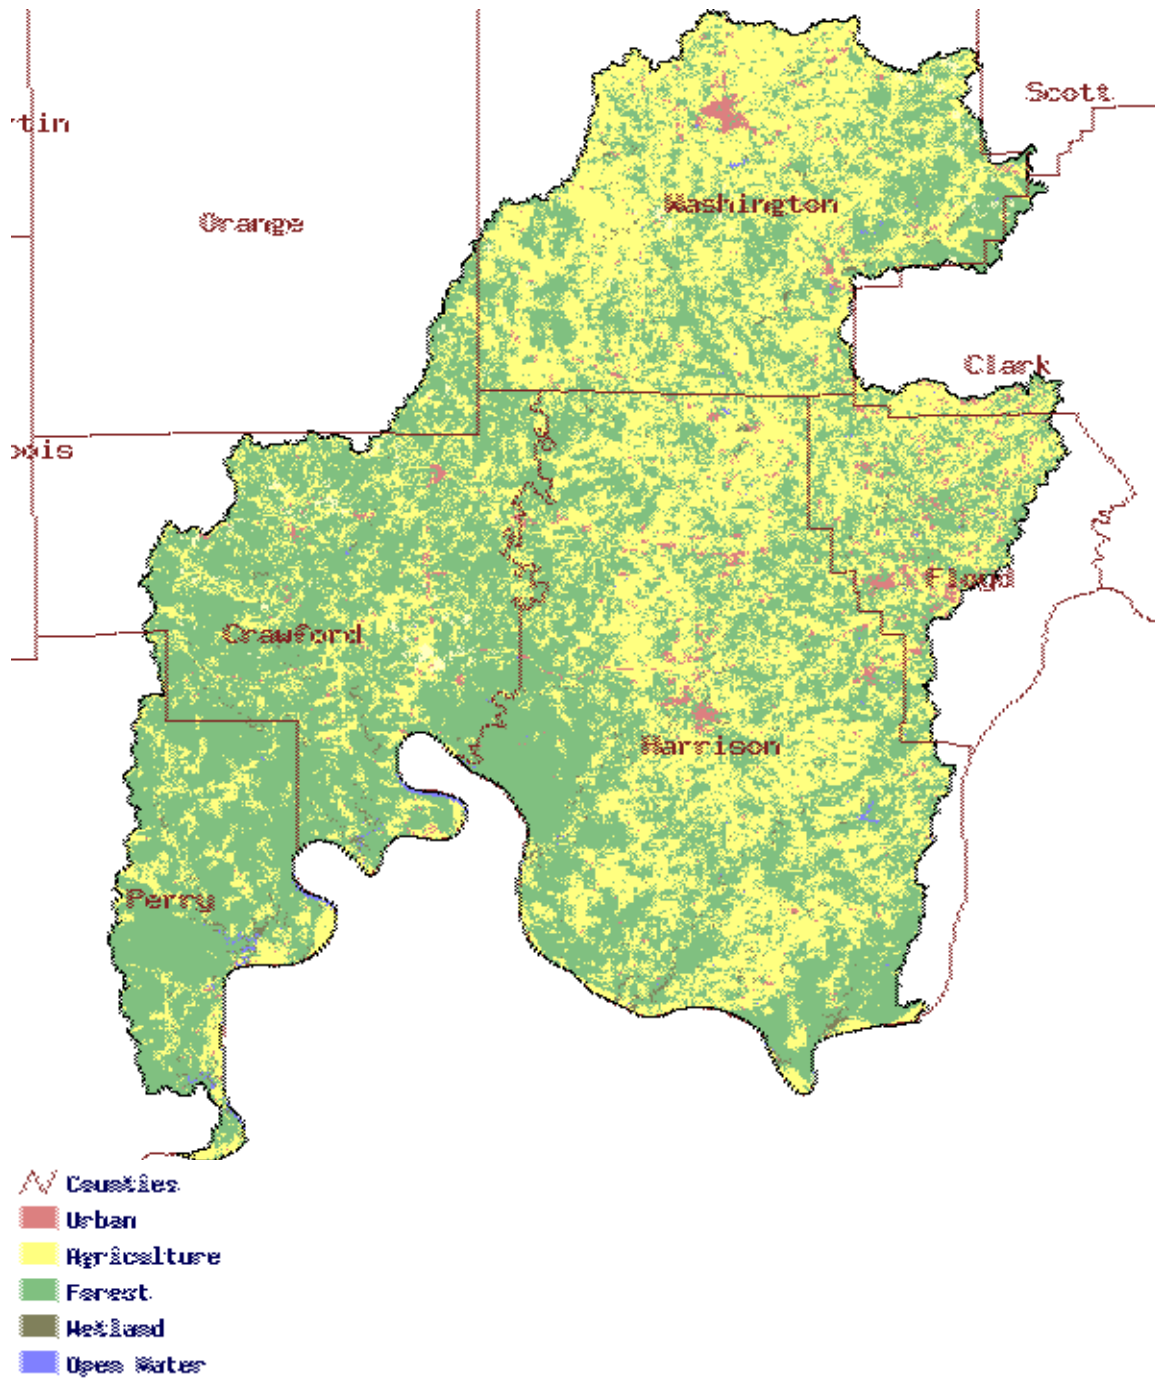 Scott
rtin
Washington
Orange
Clark
ois
Floyd
Crawford
Harrison
Perry
Counties
Urban
Agriculture
Forest
Wetland
Open Water